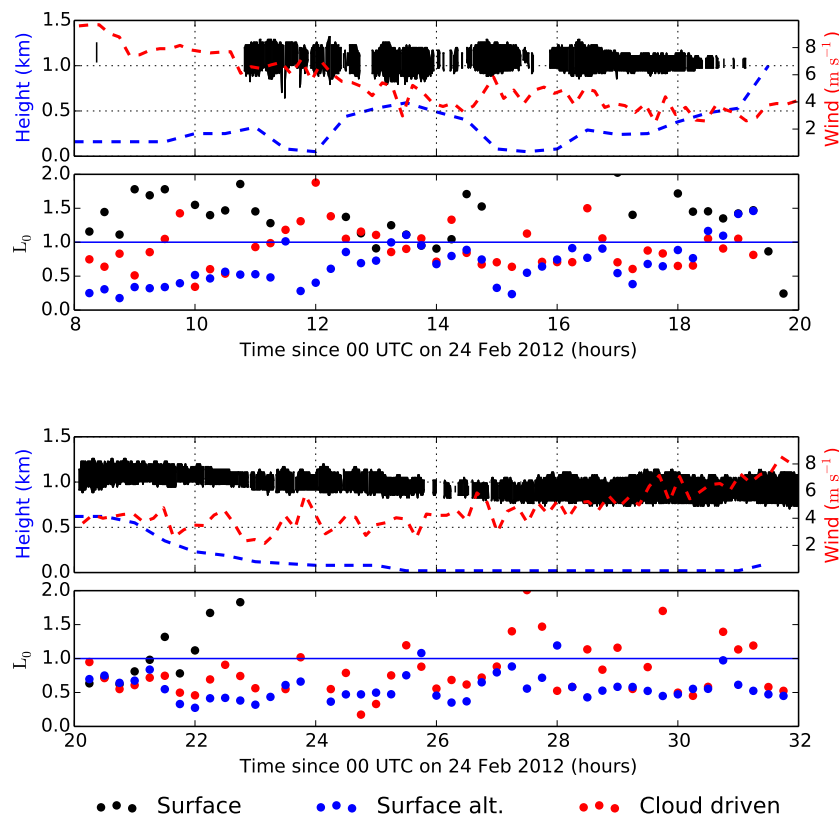 1.5
1.0
0.5
0.0
Height (km)
8
6
4
2
Wind (m s⁻¹)
2.0
1.5
1.0
0.5
0.0
L₀
8 10 12 14 16 18 20
Time since 00 UTC on 24 Feb 2012 (hours)
1.5
1.0
0.5
0.0
Height (km)
8
6
4
2
Wind (m s⁻¹)
2.0
1.5
1.0
0.5
0.0
L₀
20 22 24 26 28 30 32
Time since 00 UTC on 24 Feb 2012 (hours)
Surface Surface alt. Cloud driven